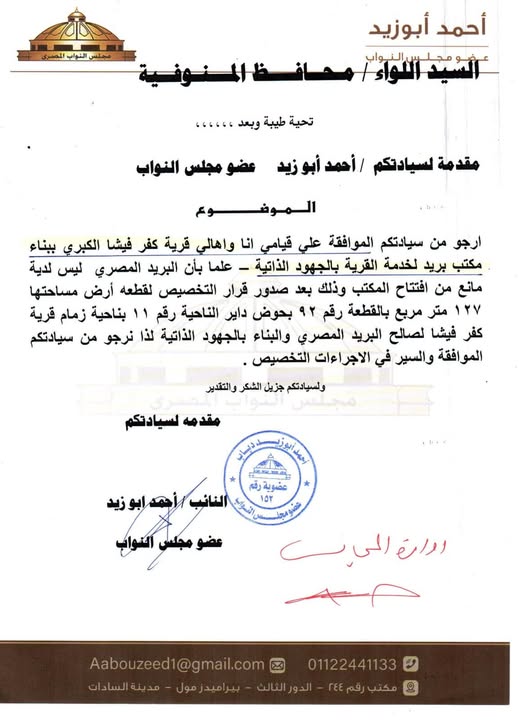 أحمد أبوزيد
عضو مجلس النواب
مجلس النواب المصري
السيد اللواء / محافظ المنوفية
تحية طيبة وبعد ،،،،،،
مقدمة لسيادتكم / أحمد أبو زيد عضو مجلس النواب
الموضوع
ارجو من سيادتكم الموافقة علي قيامي انا واهالي قرية كفر فيشا الكبري ببناء
مكتب بريد لخدمة القرية بالجهود الذاتية – علما بأن البريد المصري ليس لدية
مانع من افتتاح المكتب وذلك بعد صدور قرار التخصيص لقطعه أرض مساحتها
١٢٧ متر مربع بالقطعة رقم ٩٢ بحوض داير الناحية رقم ١١ بناحية زمام قرية
كفر فيشا لصالح البريد المصري والبناء بالجهود الذاتية لذا نرجو من سيادتكم
الموافقة والسير في الاجراءات التخصيص .
ولسيادتكم جزيل الشكر والتقدير
مجلس النواب المصري
مقدمه لسيادتكم
أحمد أبوزيد دياب
عضوية رقم
١٥٢
عضو مجلس النواب
النائب / أحمد ابو زيد
عضو مجلس النواب
Aabouzeed1@gmail.com 01122441133
مكتب رقم ٢٤٤ - الدور الثالث - بيراميدز مول - مدينة السادات